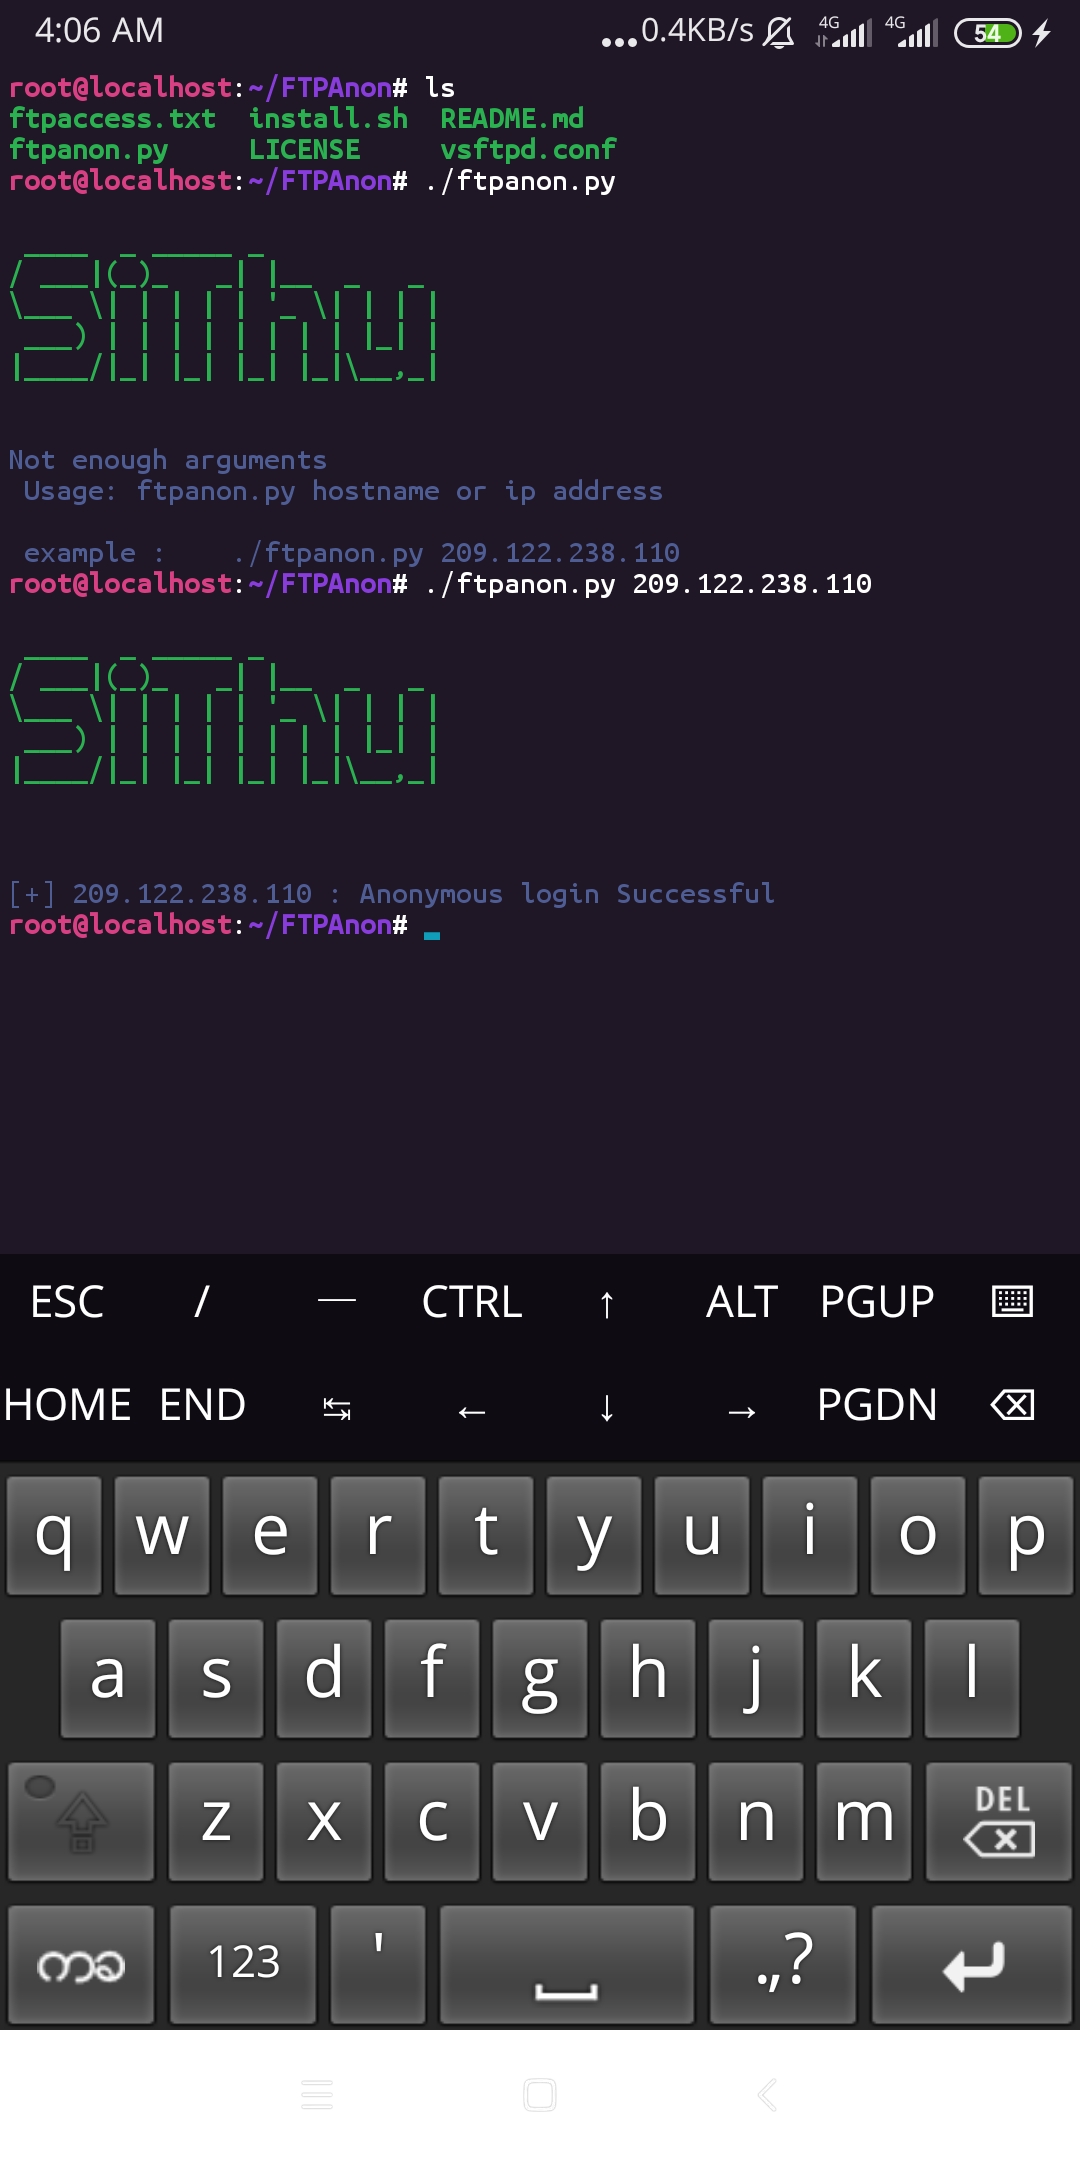 4:06 AM ...0.4KB/s 4G 4G 54
root@localhost:~/FTPAnon# ls
ftpaccess.txt install.sh README.md
ftpanon.py LICENSE vsftpd.conf
root@localhost:~/FTPAnon# ./ftpanon.py
SiThu
Not enough arguments
Usage: ftpanon.py hostname or ip address
example : ./ftpanon.py 209.122.238.110
root@localhost:~/FTPAnon# ./ftpanon.py 209.122.238.110
SiThu
[+] 209.122.238.110 : Anonymous login Successful
root@localhost:~/FTPAnon#
ESC / — CTRL ↑ ALT PGUP
HOME END ↹ ← ↓ → PGDN
q w e r t y u i o p
a s d f g h j k l
z x c v b n m DEL
ကခ 123 ' .,?